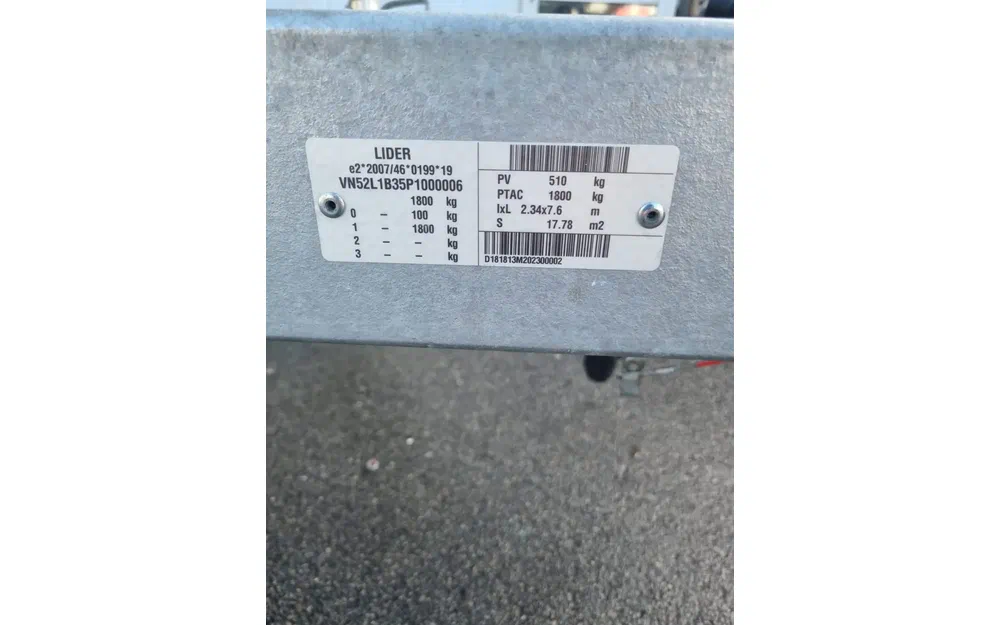 LIDER
e2*2007/46*0199*19
VN52L1B35P1000006
1800 kg
0 – 100 kg
1 – 1800 kg
2 – – kg
3 – – kg
PV 510 kg
PTAC 1800 kg
lxL 2.34x7.6 m
S 17.78 m2
D181813M202300002